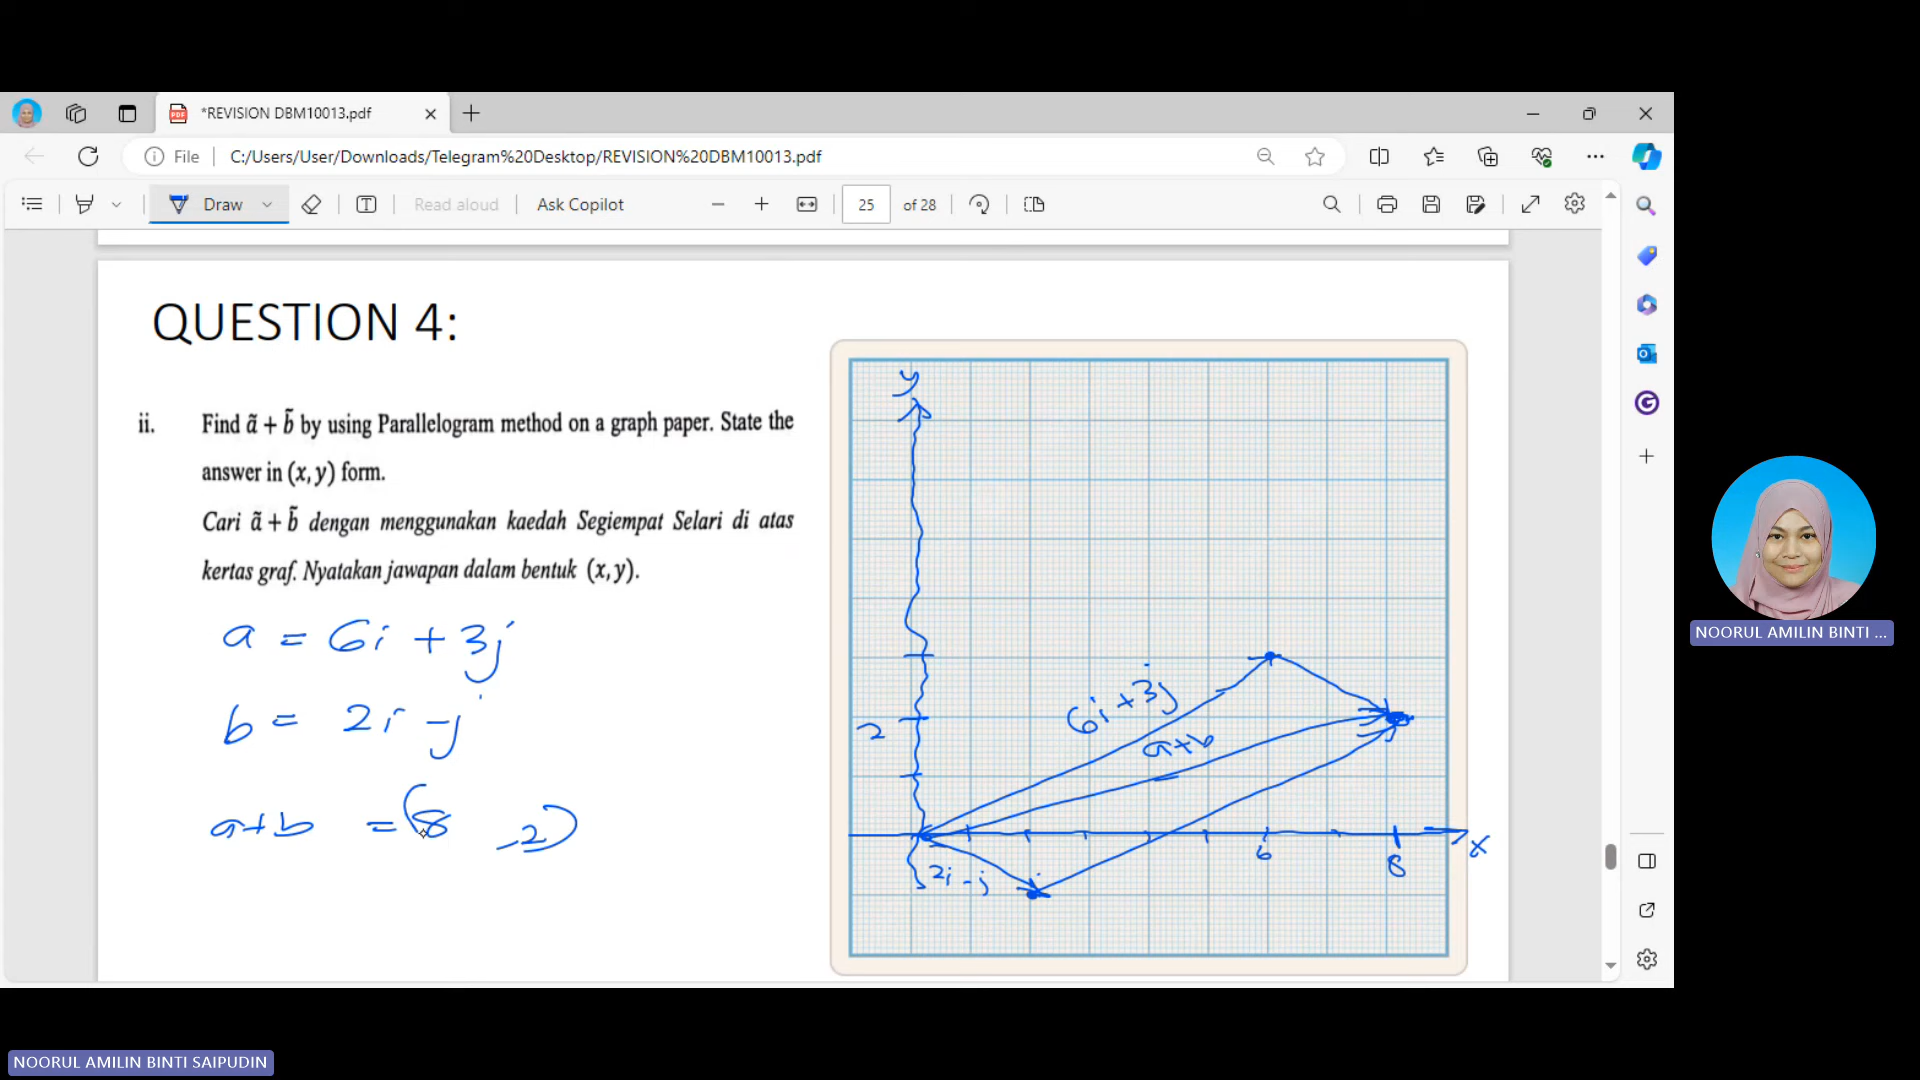 *REVISION DBM10013.pdf
File
C:/Users/User/Downloads/Telegram%20Desktop/REVISION%20DBM10013.pdf
Draw
Read aloud
Ask Copilot
25
of 28
QUESTION 4:
ii. Find ã + b̃ by using Parallelogram method on a graph paper. State the
answer in (x, y) form.
Cari ã + b̃ dengan menggunakan kaedah Segiempat Selari di atas
kertas graf. Nyatakan jawapan dalam bentuk (x, y).
a = 6i + 3j
b = 2i - j
a+b = (8, 2)
y
2
6i+3j
a+b
2i-j
6
8
x
NOORUL AMILIN BINTI ...
NOORUL AMILIN BINTI SAIPUDIN